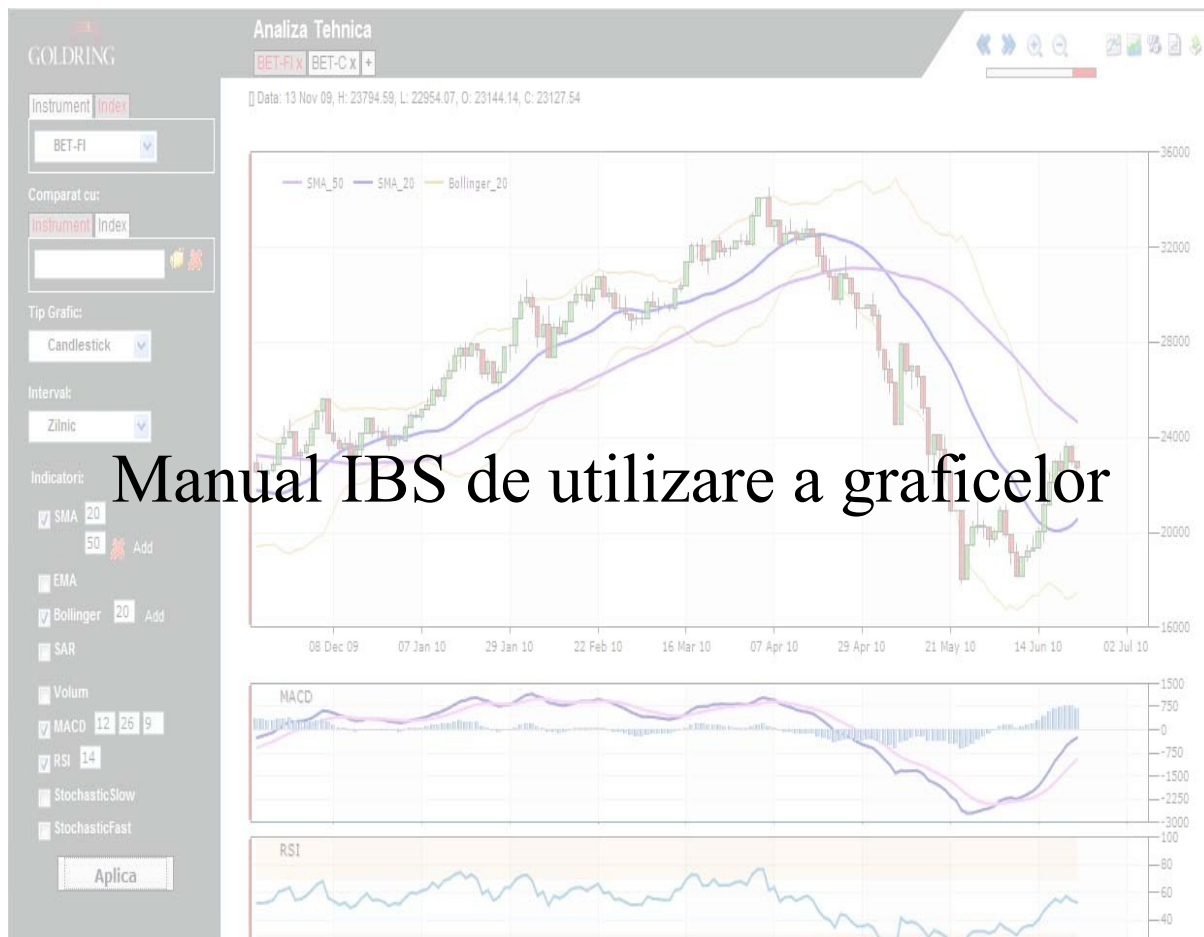 GOLDRING
Analiza Tehnica
BET-FI x BET-C x +
[] Data: 13 Nov 09, H: 23794.59, L: 22954.07, O: 23144.14, C: 23127.54
Instrument Index
BET-FI
Comparat cu:
Instrument Index
Tip Grafic:
Candlestick
Interval:
Zilnic
Indicatori:
SMA 20
50 Add
EMA
Bollinger 20 Add
SAR
Volum
MACD 12 26 9
RSI 14
StochasticSlow
StochasticFast
Aplica
SMA_50 SMA_20 Bollinger_20
36000
32000
28000
24000
20000
16000
Manual IBS de utilizare a graficelor
08 Dec 09 07 Jan 10 29 Jan 10 22 Feb 10 16 Mar 10 07 Apr 10 29 Apr 10 21 May 10 14 Jun 10 02 Jul 10
MACD
1500
750
0
-750
-1500
-2250
-3000
RSI
100
80
60
40